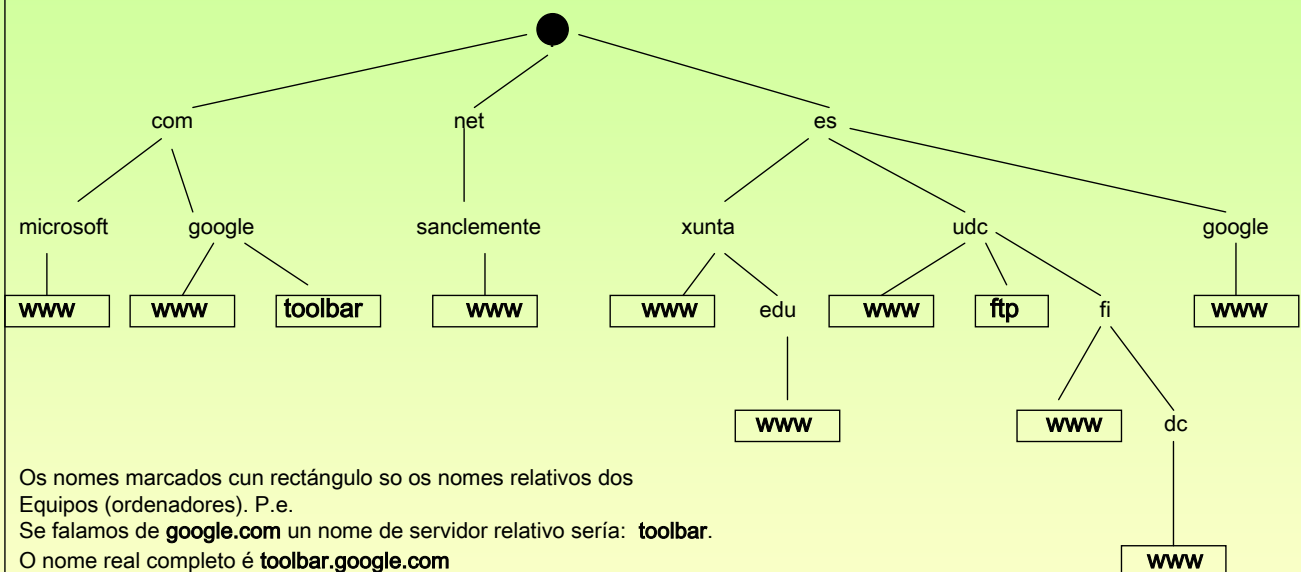 com net es
microsoft google sanclemente xunta udc google
www www toolbar www www edu www ftp fi www
www www dc
Os nomes marcados cun rectángulo so os nomes relativos dos
Equipos (ordenadores). P.e.
Se falamos de google.com un nome de servidor relativo sería: toolbar.
O nome real completo é toolbar.google.com
www